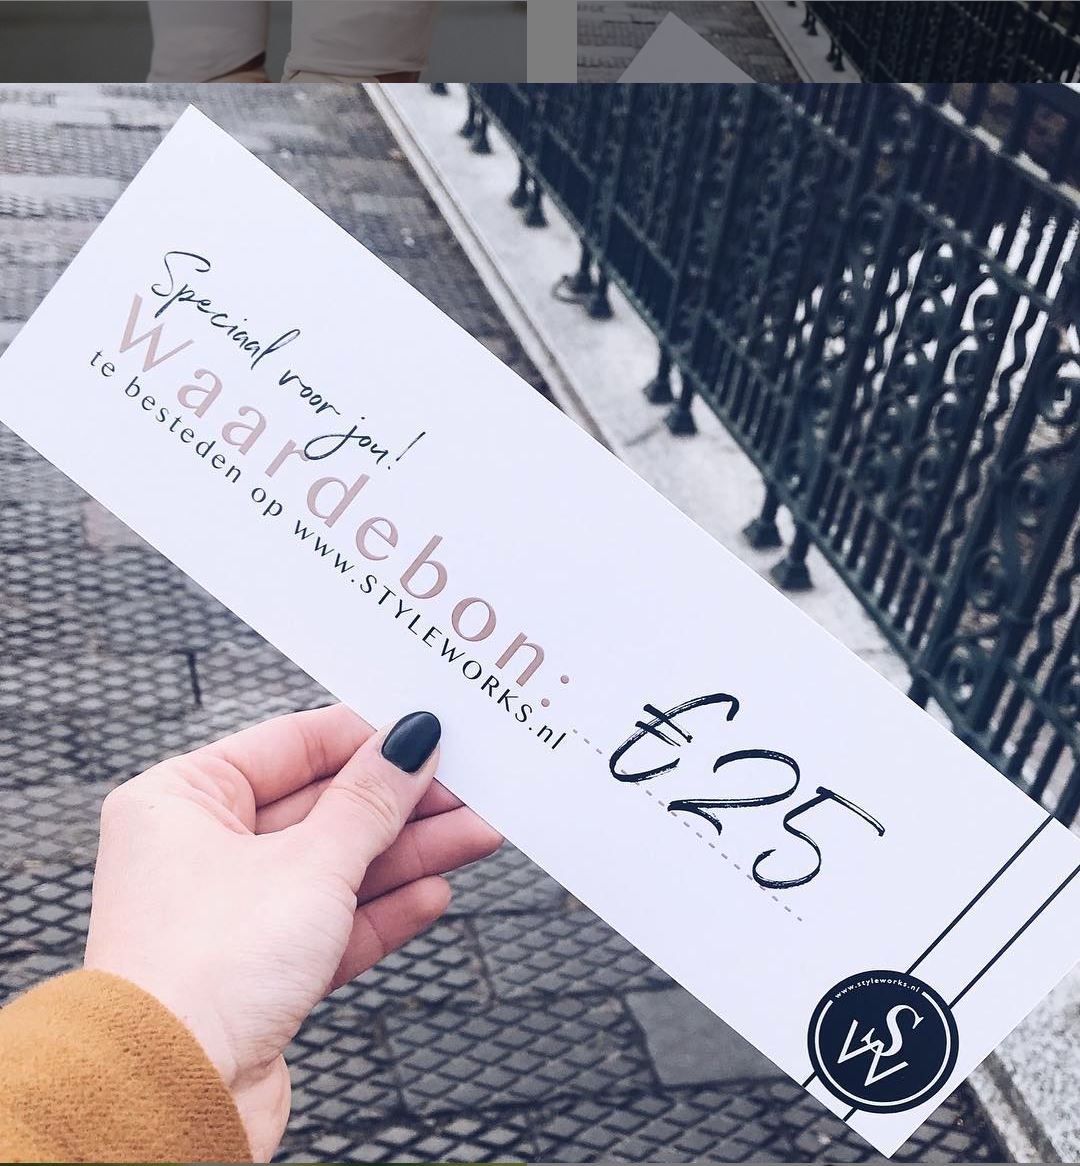 Speciaal voor jou!
Waardebon:
te besteden op www.STYLEWORKS.nl
€25
www.styleworks.nl
SW